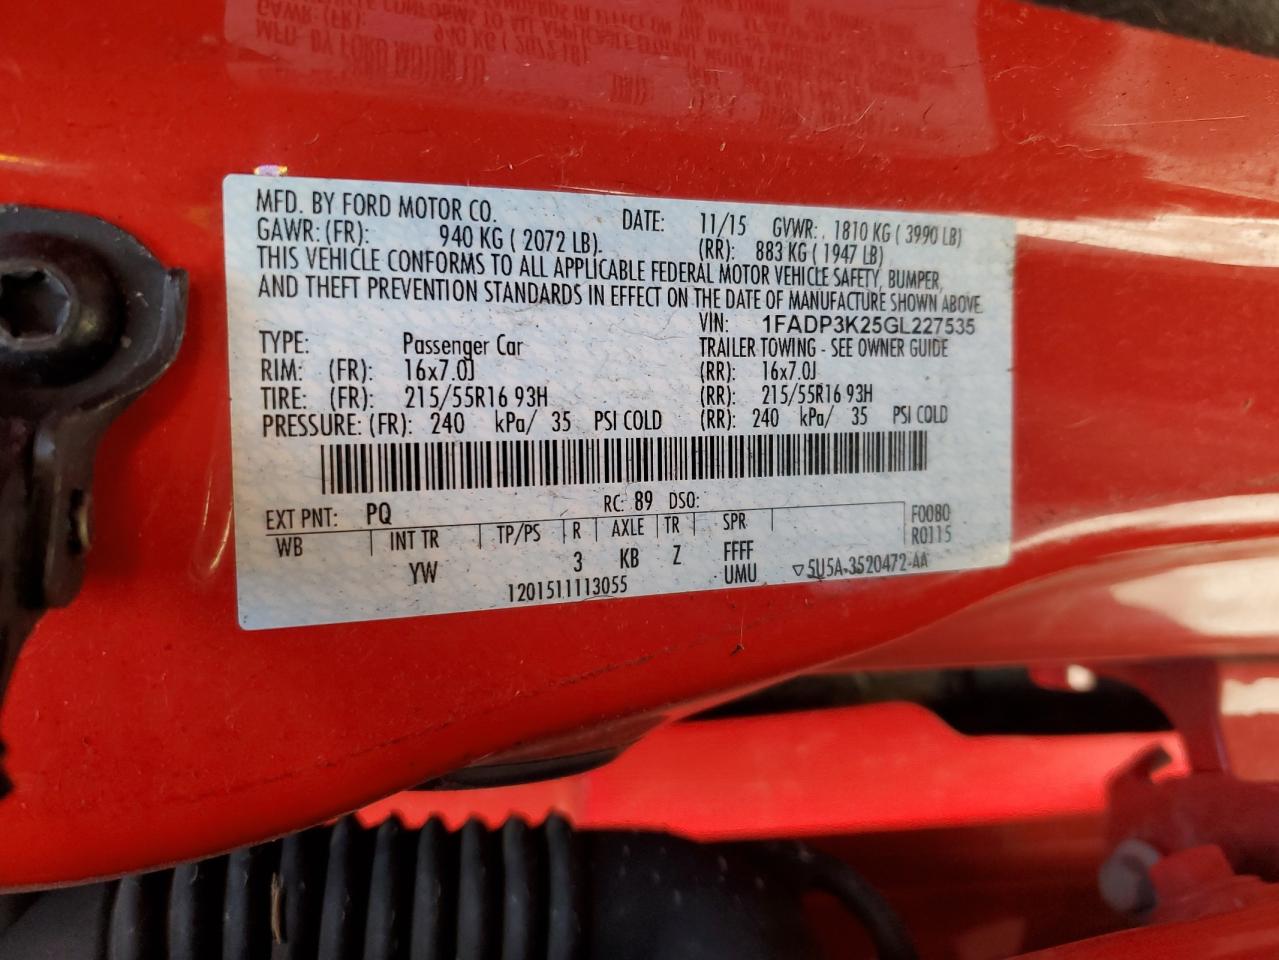 MFD. BY FORD MOTOR CO. DATE: 11/15 GVWR: 1810 KG ( 3990 LB)
GAWR: (FR): 940 KG ( 2072 LB). (RR): 883 KG ( 1947 LB)
THIS VEHICLE CONFORMS TO ALL APPLICABLE FEDERAL MOTOR VEHICLE SAFETY, BUMPER,
AND THEFT PREVENTION STANDARDS IN EFFECT ON THE DATE OF MANUFACTURE SHOWN ABOVE.
VIN: 1FADP3K25GL227535
TYPE: Passenger Car TRAILER TOWING - SEE OWNER GUIDE
RIM: (FR): 16x7.0J (RR): 16x7.0J
TIRE: (FR): 215/55R16 93H (RR): 215/55R16 93H
PRESSURE: (FR): 240 kPa/ 35 PSI COLD (RR): 240 kPa/ 35 PSI COLD
EXT PNT: PQ RC: 89 DSO: F0080
WB INT TR TP/PS R AXLE TR SPR R0115
YW 3 KB Z FFFF
UMU ▽5U5A-3520472-AA
1201511113055